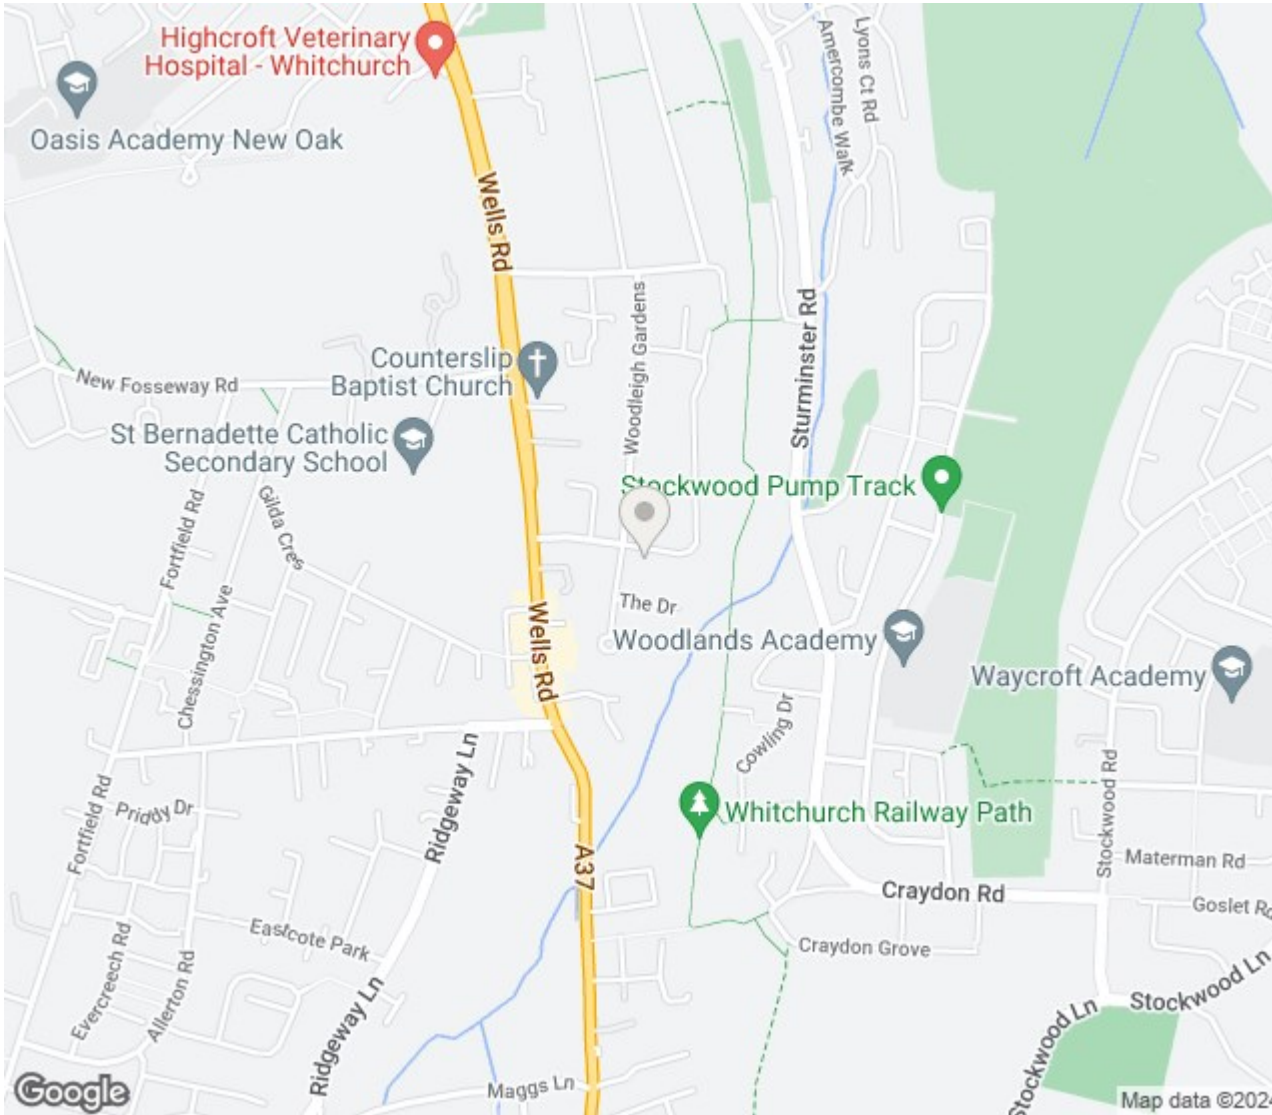 Highcroft Veterinary
Hospital - Whitchurch
Oasis Academy New Oak
Lyons Ct Rd
Amercombe Walk
Wells Rd
Sturminster Rd
Woodleigh Gardens
Counterslip
Baptist Church
New Fosseway Rd
St Bernadette Catholic
Secondary School
Stockwood Pump Track
Gilda Cres
Fortfield Rd
Chessington Ave
The Dr
Wells Rd
Woodlands Academy
Waycroft Academy
Cowling Dr
Ridgeway Ln
Stockwood Rd
Fortfield Rd
Priddy Dr
Whitchurch Railway Path
A37
Materman Rd
Craydon Rd
Goslet Rd
Eastcote Park
Evercreech Rd
Allerton Rd
Craydon Grove
Stockwood Ln
Ridgeway Ln
Stockwood Ln
Maggs Ln
Google
Map data ©2024